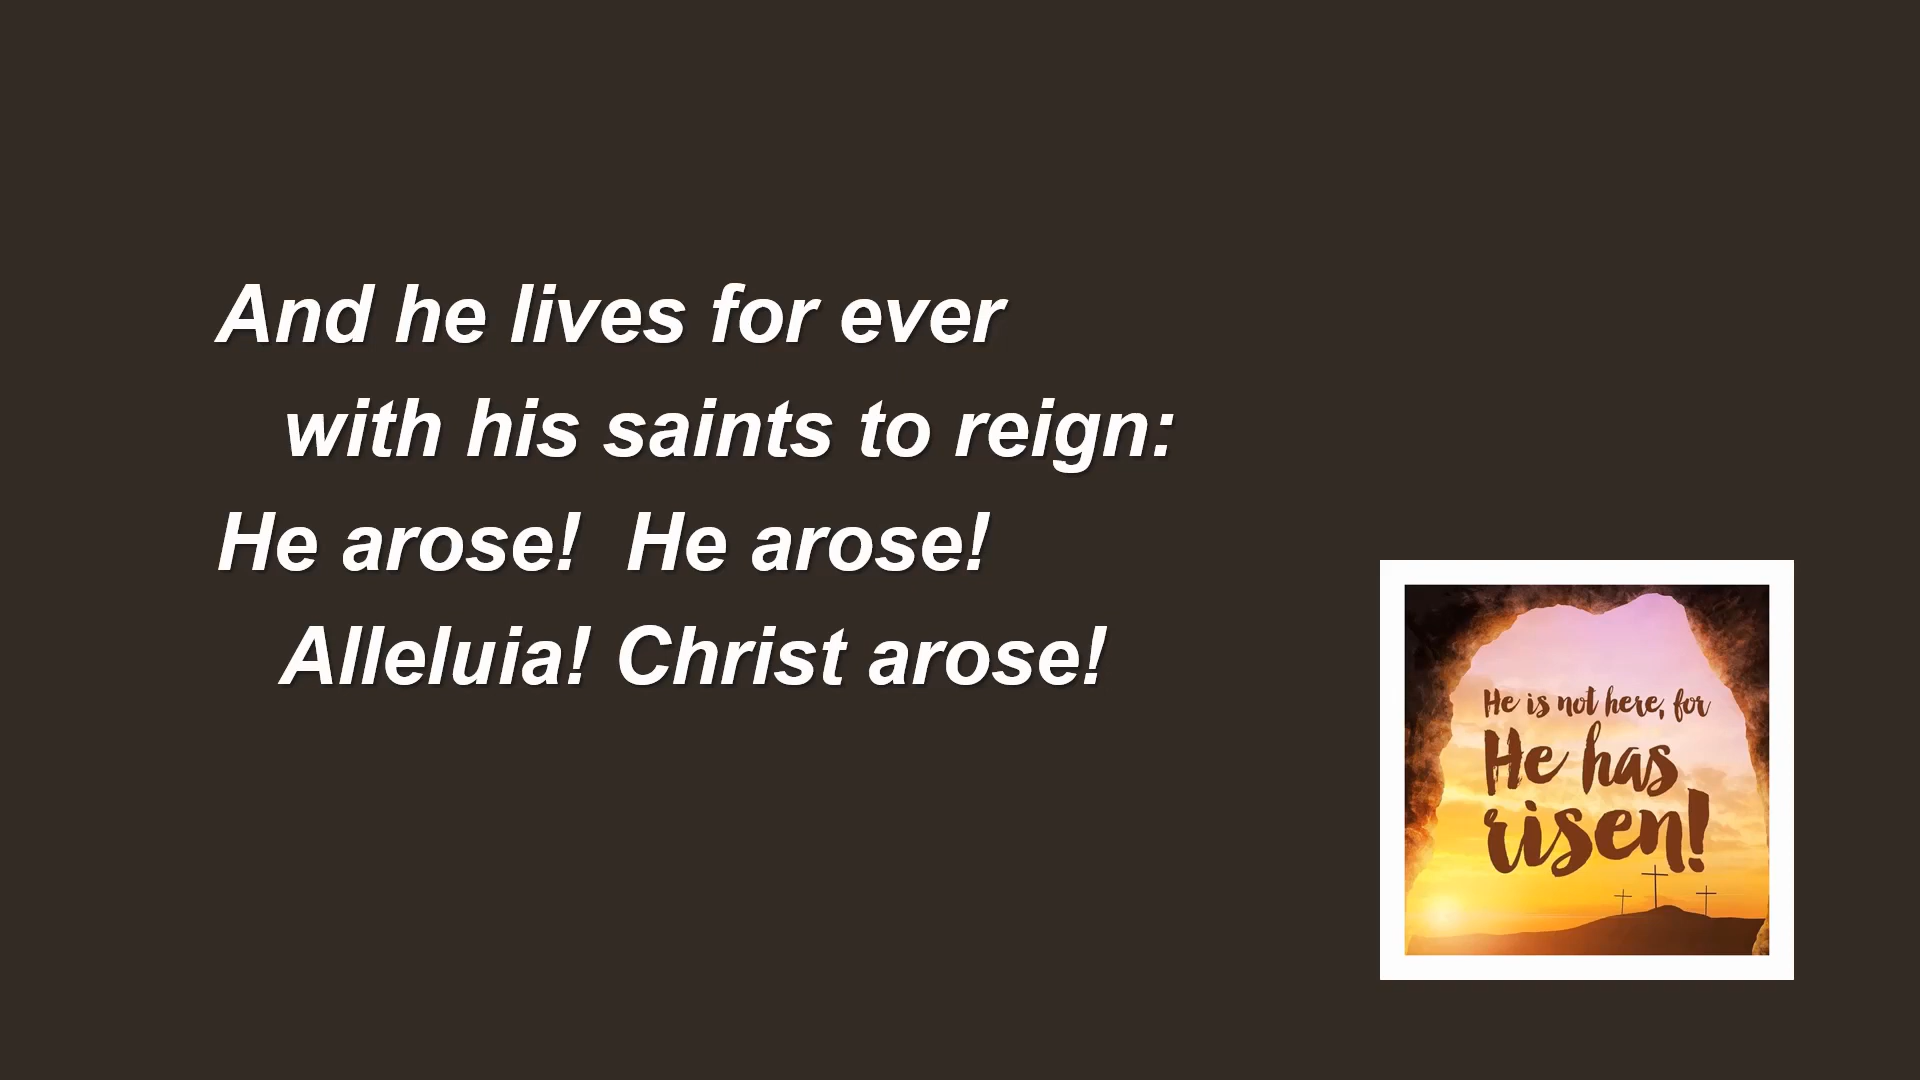 And he lives for ever
with his saints to reign:
He arose!  He arose!
Alleluia! Christ arose!
He is not here, for
He has
risen!